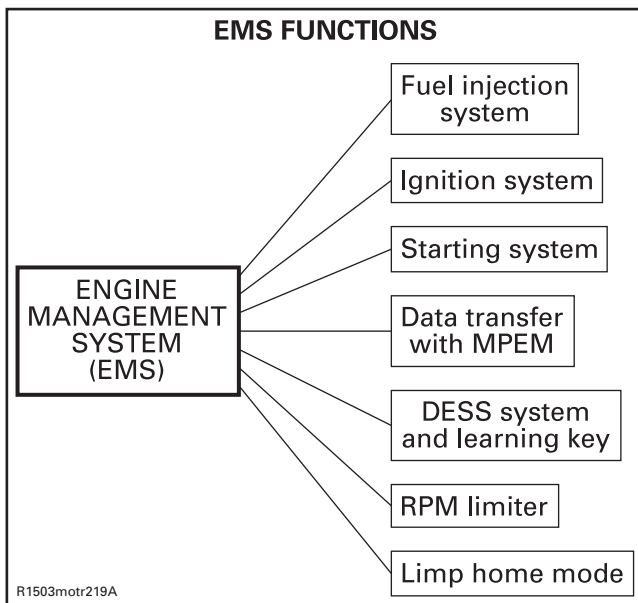 EMS FUNCTIONS
Fuel injection
system
Ignition system
Starting system
ENGINE
MANAGEMENT
SYSTEM
(EMS)
Data transfer
with MPEM
DESS system
and learning key
RPM limiter
Limp home mode
R1503motr219A